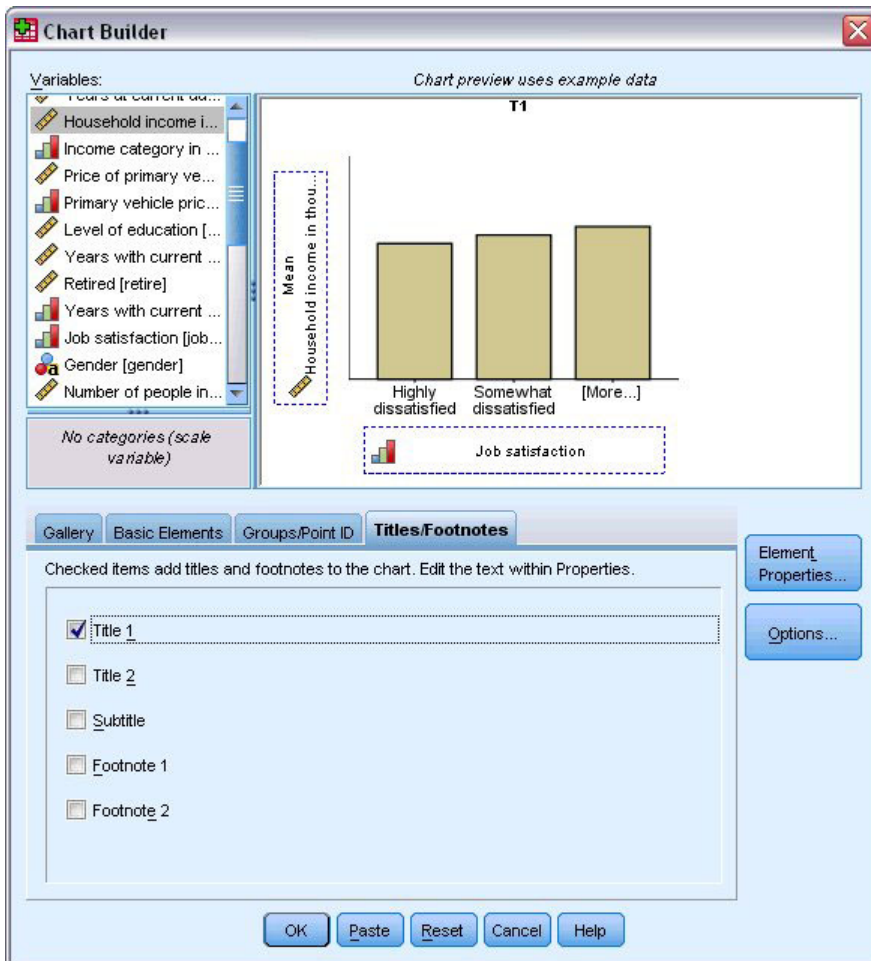 Chart Builder
Variables:
Years at current ad...
Household income i...
Income category in ...
Price of primary ve...
Primary vehicle pric...
Level of education [...
Years with current ...
Retired [retire]
Years with current ...
Job satisfaction [job...
Gender [gender]
Number of people in...
No categories (scale
variable)
Chart preview uses example data
T1
Mean
Household income in thou...
Highly
dissatisfied
Somewhat
dissatisfied
[More...]
Job satisfaction
Gallery
Basic Elements
Groups/Point ID
Titles/Footnotes
Checked items add titles and footnotes to the chart. Edit the text within Properties.
Title 1
Title 2
Subtitle
Footnote 1
Footnote 2
Element
Properties...
Options...
OK
Paste
Reset
Cancel
Help